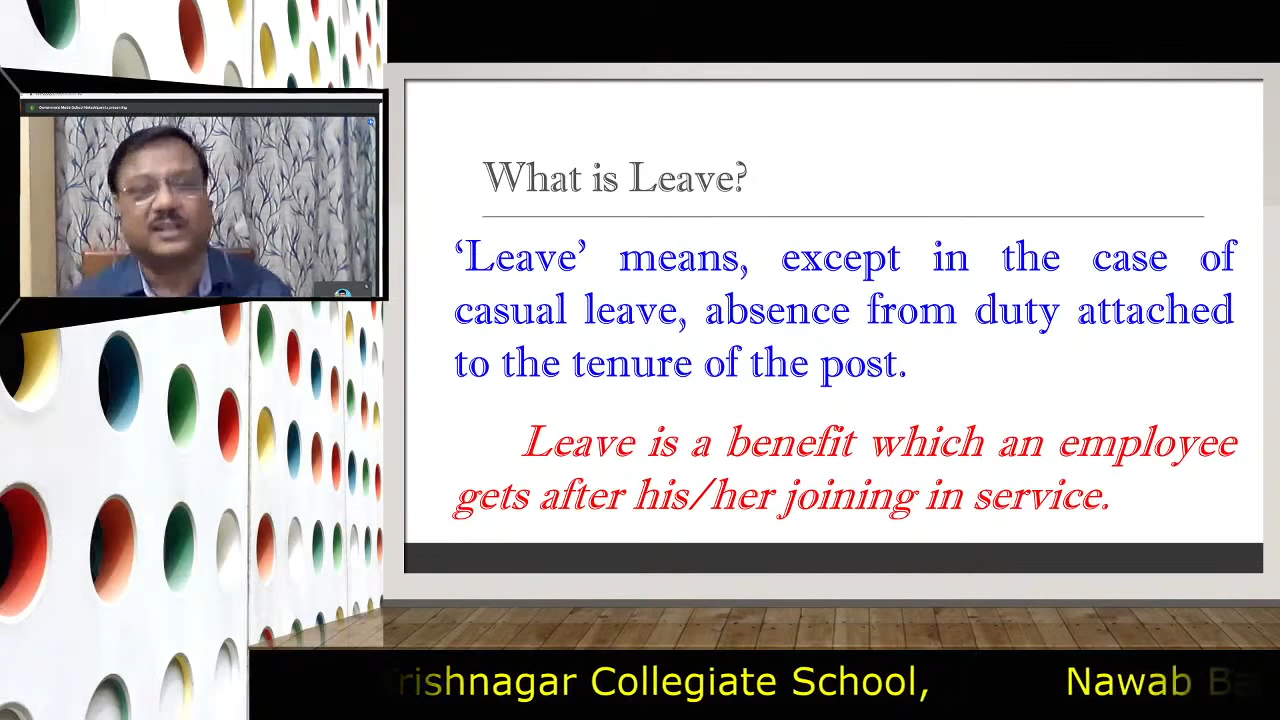 What is Leave?
‘Leave’ means, except in the case of
casual leave, absence from duty attached
to the tenure of the post.
Leave is a benefit which an employee
gets after his/her joining in service.
rishnagar Collegiate School, Nawab